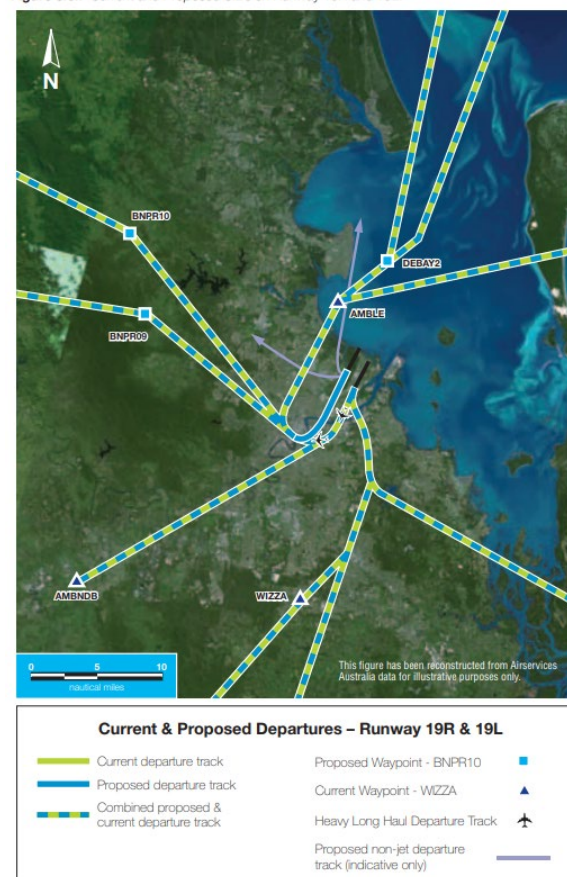 N
BNPR10
DEBAY2
AMBLE
BNPR09
AMBNDB
WIZZA
0 5 10
nautical miles
This figure has been reconstructed from Airservices
Australia data for illustrative purposes only.
Current & Proposed Departures – Runway 19R & 19L
Current departure track
Proposed departure track
Combined proposed &
current departure track
Proposed Waypoint - BNPR10
Current Waypoint - WIZZA
Heavy Long Haul Departure Track
Proposed non-jet departure
track (indicative only)